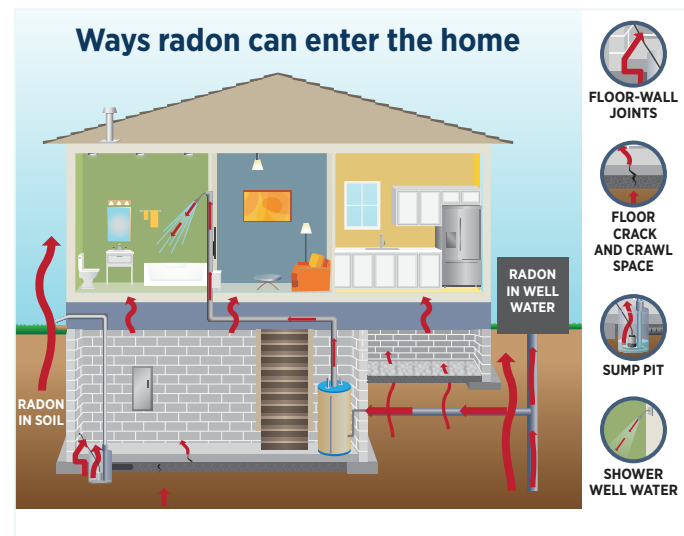 Ways radon can enter the home
FLOOR-WALL
JOINTS
FLOOR
CRACK
AND CRAWL
SPACE
RADON
IN WELL
WATER
SUMP PIT
RADON
IN SOIL
SHOWER
WELL WATER